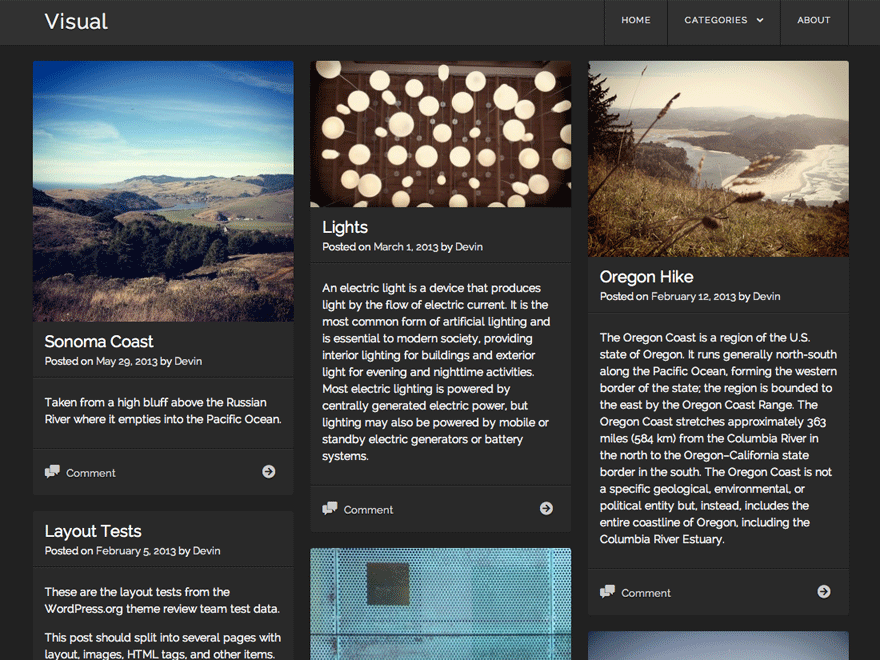 Visual
HOME
CATEGORIES
ABOUT
Sonoma Coast
Posted on May 29, 2013 by Devin
Taken from a high bluff above the Russian
River where it empties into the Pacific Ocean.
Comment
Layout Tests
Posted on February 5, 2013 by Devin
These are the layout tests from the
WordPress.org theme review team test data.
This post should split into several pages with
layout, images, HTML tags, and other items.
Lights
Posted on March 1, 2013 by Devin
An electric light is a device that produces
light by the flow of electric current. It is the
most common form of artificial lighting and
is essential to modern society, providing
interior lighting for buildings and exterior
light for evening and nighttime activities.
Most electric lighting is powered by
centrally generated electric power, but
lighting may also be powered by mobile or
standby electric generators or battery
systems.
Comment
Oregon Hike
Posted on February 12, 2013 by Devin
The Oregon Coast is a region of the U.S.
state of Oregon. It runs generally north-south
along the Pacific Ocean, forming the western
border of the state; the region is bounded to
the east by the Oregon Coast Range. The
Oregon Coast stretches approximately 363
miles (584 km) from the Columbia River in
the north to the Oregon–California state
border in the south. The Oregon Coast is not
a specific geological, environmental, or
political entity but, instead, includes the
entire coastline of Oregon, including the
Columbia River Estuary.
Comment